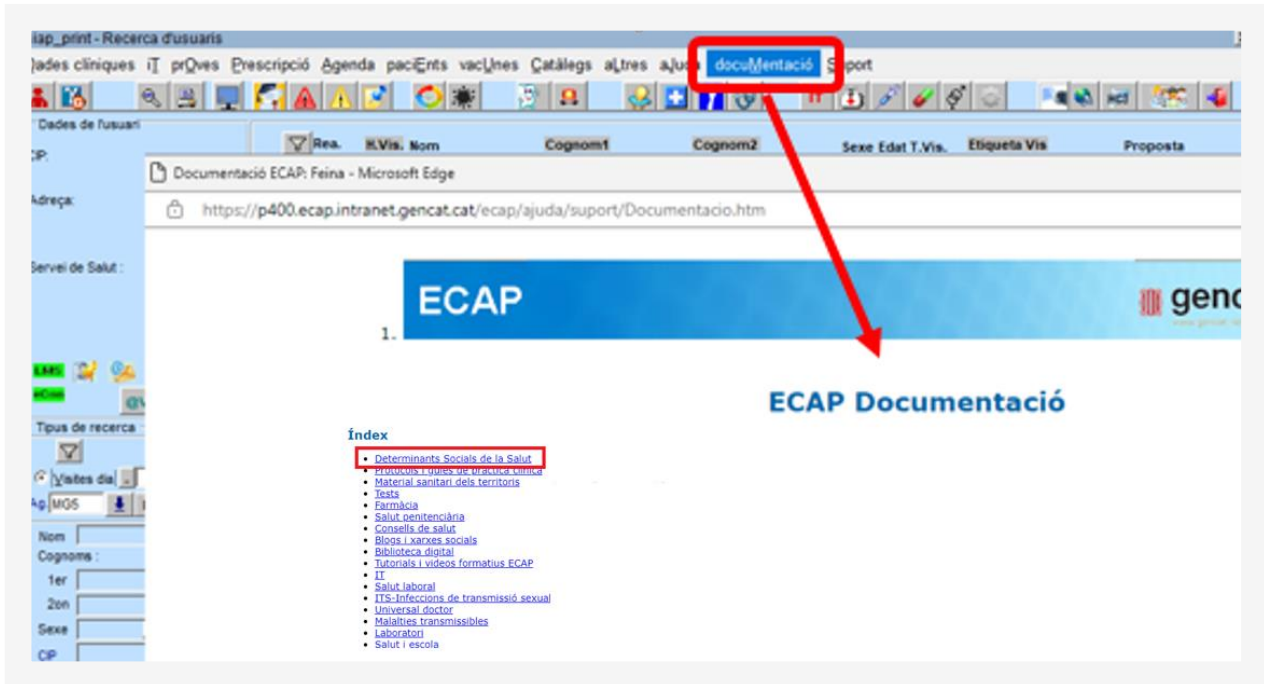 iap_print - Recerca d'usuaris
Dades clíniques iT prOves Prescripció Agenda paciEnts vacUnes Catàlegs aLtres aJuda docuMentació Suport
Dades de l'usuari
CIP:
Rea. H.Vis. Nom Cognom1 Cognom2 Sexe Edat T.Vis. Etiqueta Vis Proposta
Documentació ECAP: Feina - Microsoft Edge
Adreça:
https://p400.ecap.intranet.gencat.cat/ecap/ajuda/suport/Documentacio.htm
Servei de Salut :
ECAP
genc
1.
LMS
eCon
ECAP Documentació
Tipus de recerca
Índex
• Determinants Socials de la Salut
• Protocols i guies de pràctica clínica
• Material sanitari dels territoris
• Tests
• Farmàcia
• Salut penitenciària
• Consells de salut
• Blogs i xarxes socials
• Biblioteca digital
• Tutorials i videos formatius ECAP
• IT
• Salut laboral
• ITS-Infeccions de transmissió sexual
• Universal doctor
• Malalties transmissibles
• Laboratori
• Salut i escola
Visites dia
Ag. MG5
Nom
Cognoms :
1er
2on
Sexe
CIP